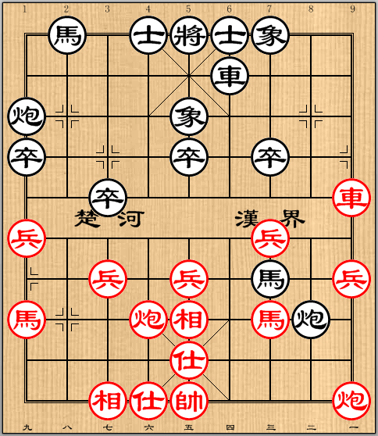 1 2 3 4 5 6 7 8 9
馬 士 將 士 象
車
炮 象
卒 卒 卒
卒 車
楚河 漢界
兵 兵
兵 兵 馬 兵
馬 炮 相 馬 炮
仕
相 仕 帥 炮
九 八 七 六 五 四 三 二 一